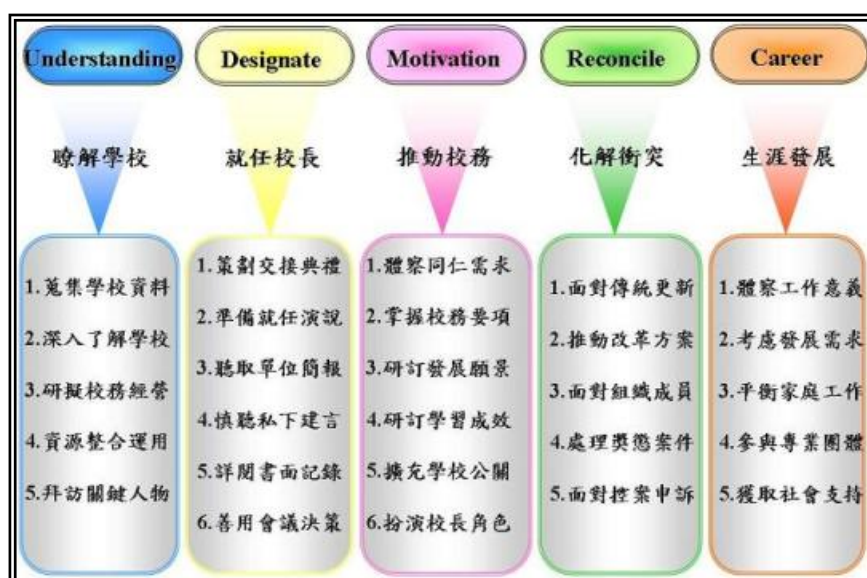 Understanding
Designate
Motivation
Reconcile
Career
瞭解學校
就任校長
推動校務
化解衝突
生涯發展
1.蒐集學校資料
2.深入了解學校
3.研擬校務經營
4.資源整合運用
5.拜訪關鍵人物
1.策劃交接典禮
2.準備就任演說
3.聽取單位簡報
4.慎聽私下建言
5.詳閱書面記錄
6.善用會議決策
1.體察同仁需求
2.掌握校務要項
3.研訂發展願景
4.研訂學習成效
5.擴充學校公關
6.扮演校長角色
1.面對傳統更新
2.推動改革方案
3.面對組織成員
4.處理獎懲案件
5.面對控案申訴
1.體察工作意義
2.考慮發展需求
3.平衡家庭工作
4.參與專業團體
5.獲取社會支持